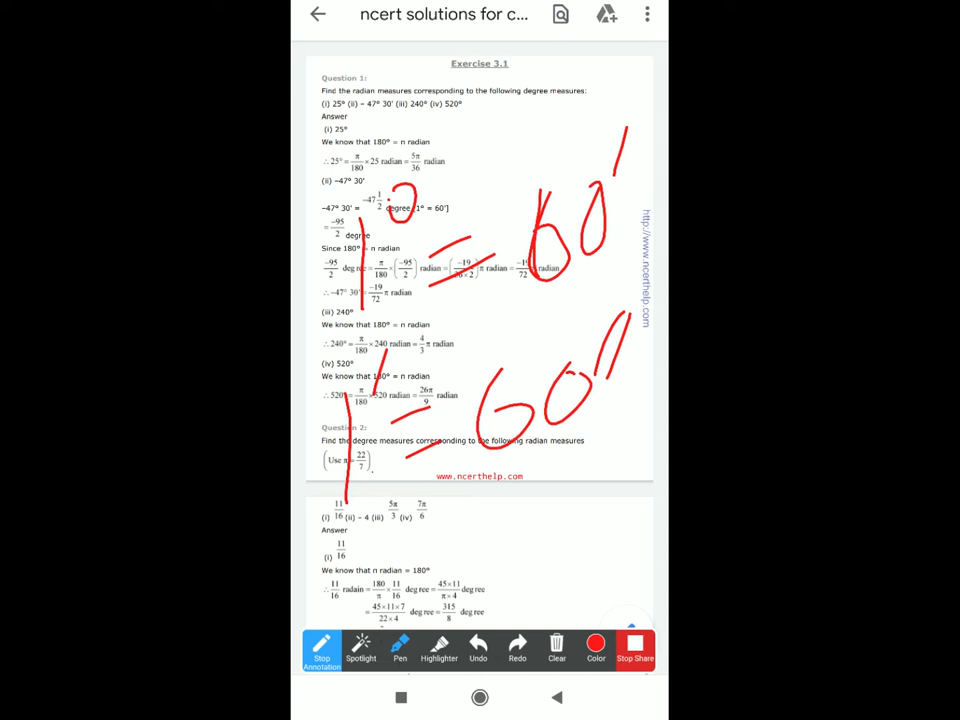 ncert solutions for c...
Exercise 3.1
Question 1:
Find the radian measures corresponding to the following degree measures:
(i) 25° (ii) – 47° 30' (iii) 240° (iv) 520°
Answer
(i) 25°
We know that 180° = π radian
∴ 25° = π/180 × 25 radian = 5π/36 radian
(ii) –47° 30'
–47° 30' = -47 1/2 degree [1° = 60']
= -95/2 degree
Since 180° = π radian
-95/2 deg ree = π/180 × (-95/2) radian = (-19/36×2) π radian = -19/72 π radian
∴ –47° 30' = -19/72 π radian
(iii) 240°
We know that 180° = π radian
∴ 240° = π/180 × 240 radian = 4/3 π radian
(iv) 520°
We know that 180° = π radian
∴ 520° = π/180 × 520 radian = 26π/9 radian
1° = 60'
1' = 60''
Question 2:
Find the degree measures corresponding to the following radian measures
(Use π = 22/7).
http://www.ncerthelp
www.ncerthelp.com
(i) 11/16 (ii) – 4 (iii) 5π/3 (iv) 7π/6
Answer
(i) 11/16
We know that π radian = 180°
∴ 11/16 radain = 180/π × 11/16 deg ree = 45×11/π×4 deg ree
= 45×11×7/22×4 deg ree = 315/8 deg ree
Stop Annotation
Spotlight
Pen
Highlighter
Undo
Redo
Clear
Color
Stop Share